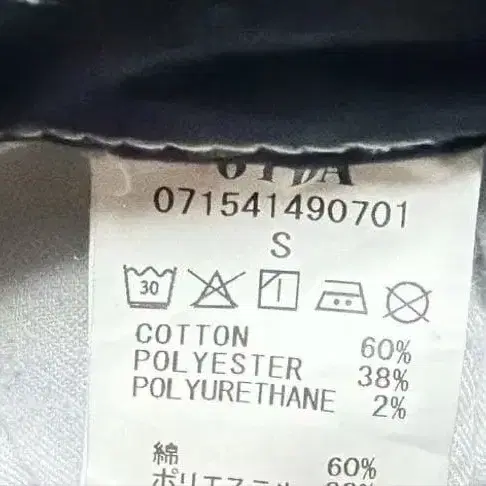 071541490701
S
30
COTTON 60%
POLYESTER 38%
POLYURETHANE 2%
綿 60%